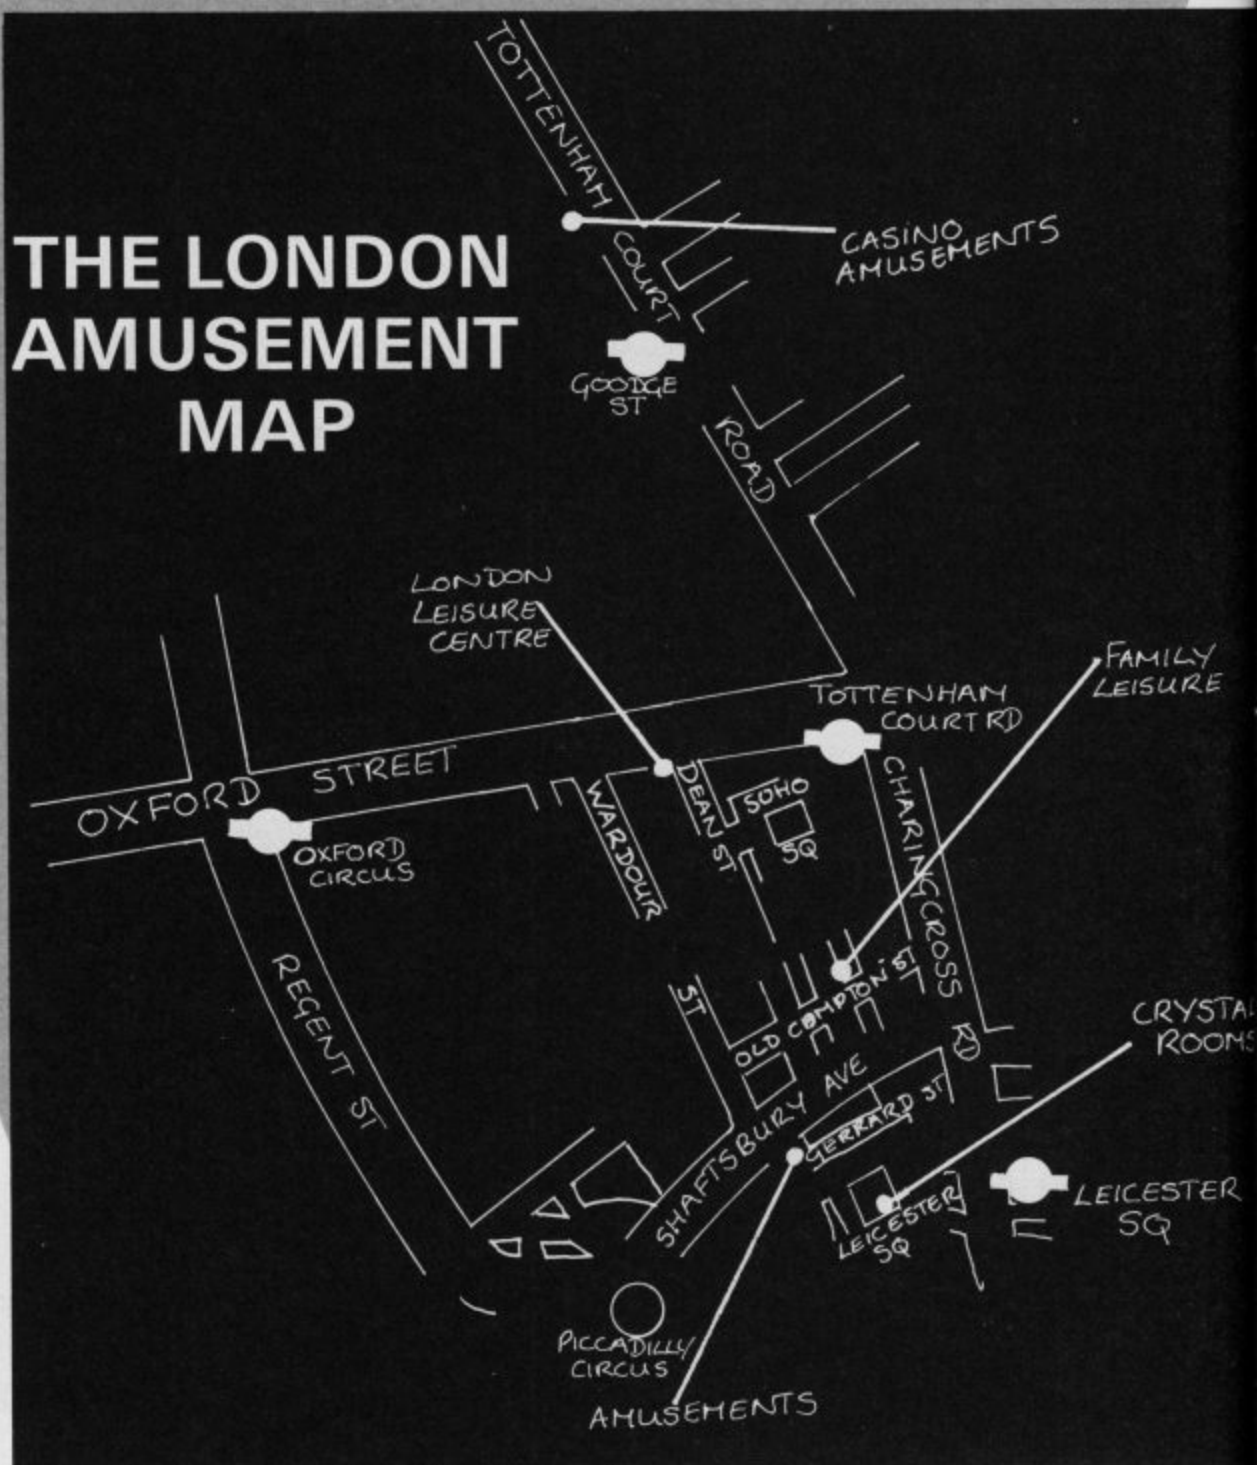 THE LONDON
AMUSEMENT
MAP
TOTTENHAM
COURT
ROAD
CASINO
AMUSEMENTS
GOODGE
ST
LONDON
LEISURE
CENTRE
FAMILY
LEISURE
TOTTENHAM
COURT RD
OXFORD STREET
OXFORD
CIRCUS
WARDOUR
ST
DEAN ST
SOHO
SQ
CHARING CROSS
RD
REGENT ST
OLD COMPTON ST
SHAFTSBURY AVE
GERRARD ST
CRYSTA
ROOMS
LEICESTER
SQ
LEICESTER
SQ
PICCADILLY
CIRCUS
AMUSEMENTS